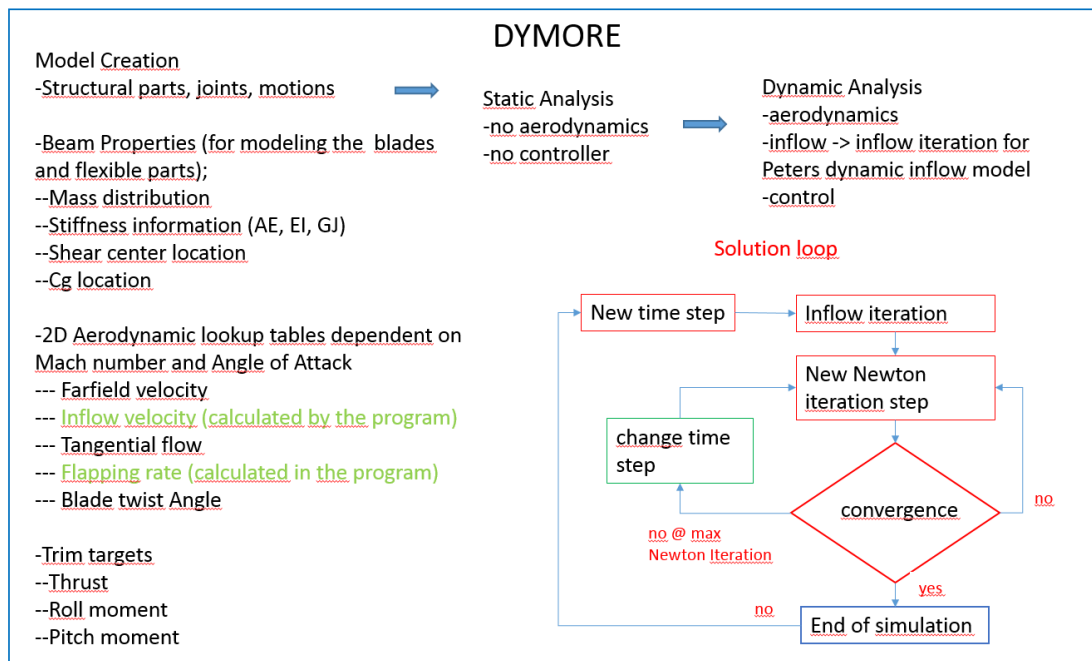 DYMORE
Model Creation
-Structural parts, joints, motions
-Beam Properties (for modeling the blades
and flexible parts);
--Mass distribution
--Stiffness information (AE, EI, GJ)
--Shear center location
--Cg location
-2D Aerodynamic lookup tables dependent on
Mach number and Angle of Attack
--- Farfield velocity
--- Inflow velocity (calculated by the program)
--- Tangential flow
--- Flapping rate (calculated in the program)
--- Blade twist Angle
-Trim targets
--Thrust
--Roll moment
--Pitch moment
Static Analysis
-no aerodynamics
-no controller
Dynamic Analysis
-aerodynamics
-inflow -> inflow iteration for
Peters dynamic inflow model
-control
Solution loop
New time step
Inflow iteration
New Newton
iteration step
change time
step
convergence
no
no @ max
Newton Iteration
yes
no
End of simulation